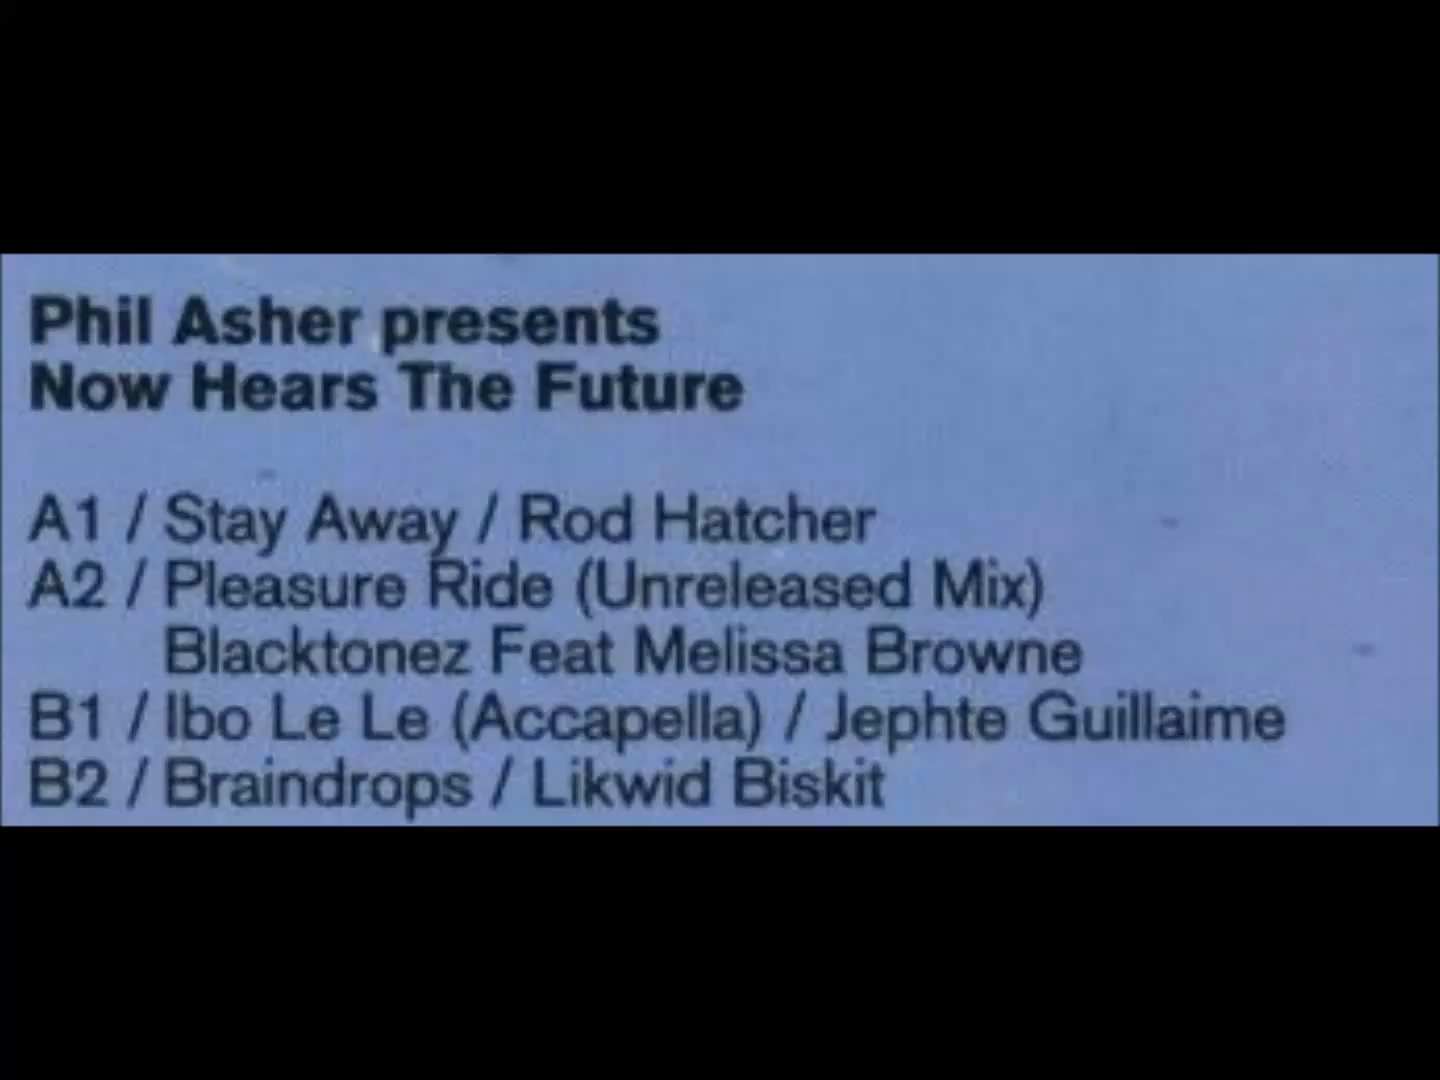 Phil Asher presents
Now Hears The Future
A1 / Stay Away / Rod Hatcher
A2 / Pleasure Ride (Unreleased Mix)
Blacktonez Feat Melissa Browne
B1 / Ibo Le Le (Accapella) / Jephte Guillaime
B2 / Braindrops / Likwid Biskit